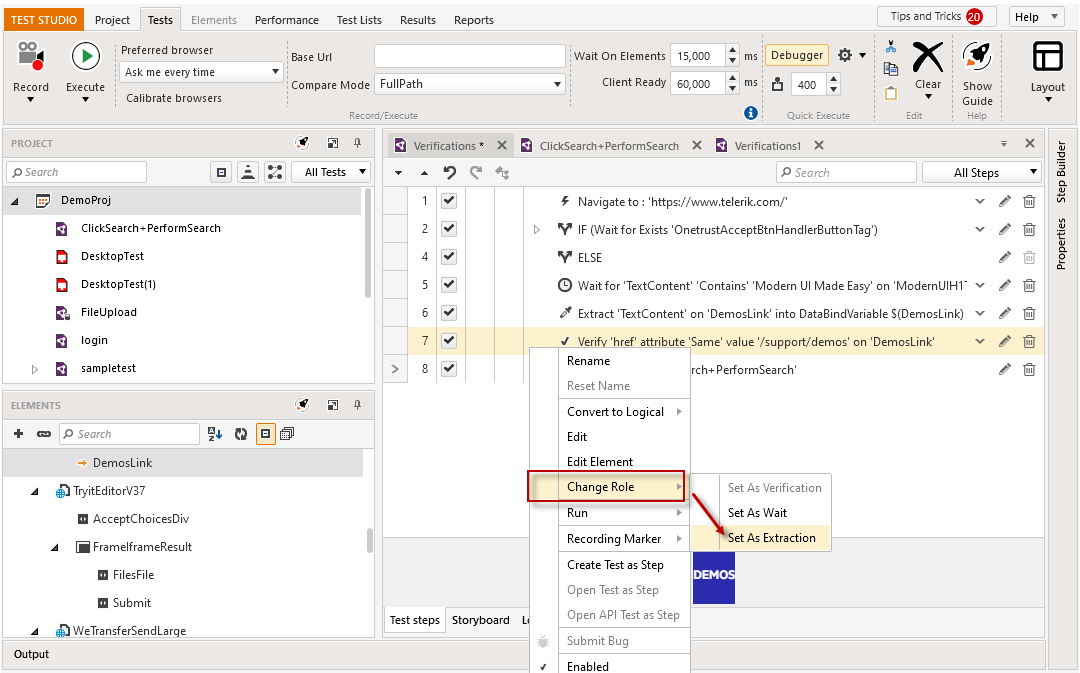 TEST STUDIO Project Tests Elements Performance Test Lists Results Reports Tips and Tricks 20 Help
Record
Execute
Preferred browser
Ask me every time
Calibrate browsers
Base Url
Compare Mode FullPath
Record/Execute
Wait On Elements 15,000 ms
Client Ready 60,000 ms
Debugger
400
Quick Execute
Clear
Edit
Show
Guide
Help
Layout
PROJECT
Search All Tests
DemoProj
ClickSearch+PerformSearch
DesktopTest
DesktopTest(1)
FileUpload
login
sampletest
ELEMENTS
Search
DemosLink
TryitEditorV37
AcceptChoicesDiv
FrameIframeResult
FilesFile
Submit
WeTransferSendLarge
Verifications * ClickSearch+PerformSearch Verifications1
Search All Steps
1 Navigate to : 'https://www.telerik.com/'
2 IF (Wait for Exists 'OnetrustAcceptBtnHandlerButtonTag')
4 ELSE
5 Wait for 'TextContent' 'Contains' 'Modern UI Made Easy' on 'ModernUIH1T
6 Extract 'TextContent' on 'DemosLink' into DataBindVariable $(DemosLink)
7 Verify 'href' attribute 'Same' value '/support/demos' on 'DemosLink'
8 rch+PerformSearch'
Rename
Reset Name
Convert to Logical
Edit
Edit Element
Change Role
Run
Recording Marker
Create Test as Step
Open Test as Step
Open API Test as Step
Submit Bug
Enabled
Set As Verification
Set As Wait
Set As Extraction
DEMOS
Test steps Storyboard
Step Builder
Properties
Output